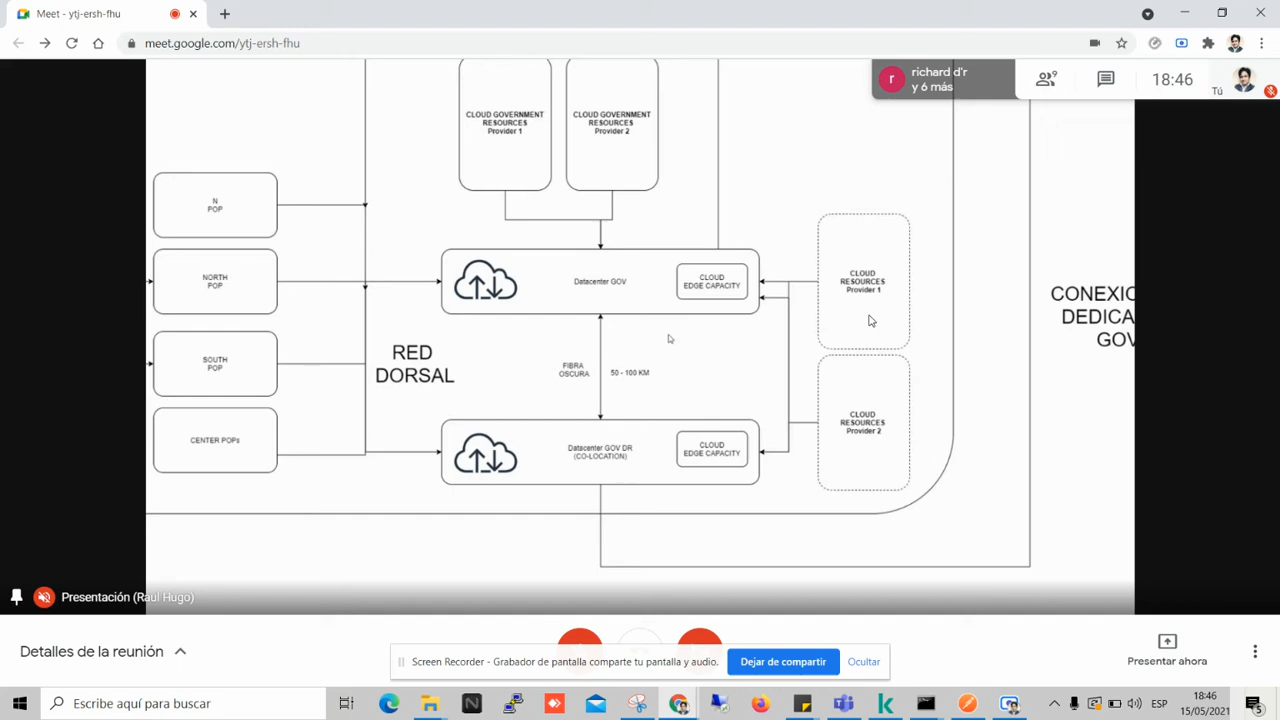 Meet - ytj-ersh-fhu
meet.google.com/ytj-ersh-fhu
r
richard d'r
y 6 más
9
18:46
Tú
CLOUD GOVERNMENT
RESOURCES
Provider 1
CLOUD GOVERNMENT
RESOURCES
Provider 2
N
POP
NORTH
POP
SOUTH
POP
CENTER POPs
RED
DORSAL
Datacenter GOV
CLOUD
EDGE CAPACITY
FIBRA
OSCURA
50 - 100 KM
Datacenter GOV DR
(CO-LOCATION)
CLOUD
EDGE CAPACITY
CLOUD
RESOURCES
Provider 1
CLOUD
RESOURCES
Provider 2
CONEXIO
DEDICA
GOV
Presentación (Raul Hugo)
Detalles de la reunión
Screen Recorder - Grabador de pantalla comparte tu pantalla y audio.
Dejar de compartir
Ocultar
Presentar ahora
Escribe aquí para buscar
ESP
18:46
15/05/2021
5